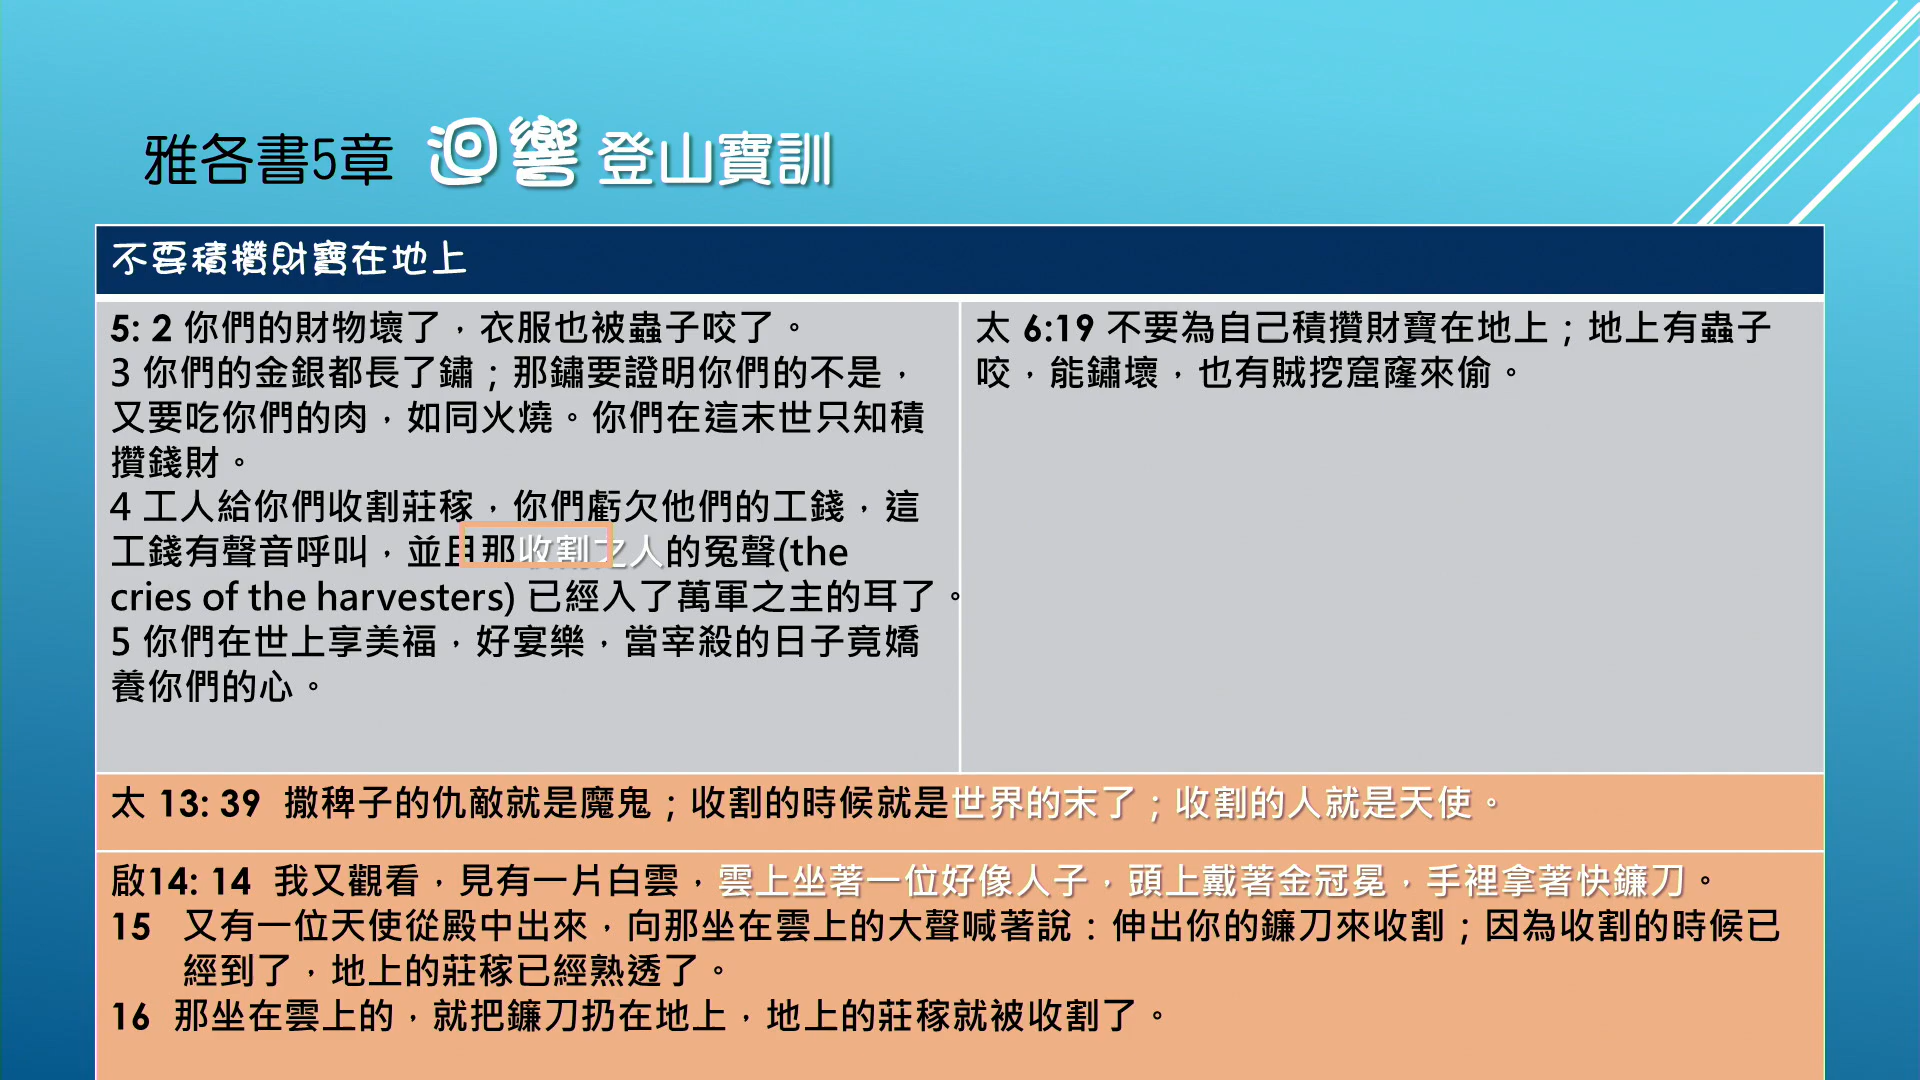 雅各書5章 迴響 登山寶訓
不要積攢財寶在地上
5: 2 你們的財物壞了，衣服也被蟲子咬了。
3 你們的金銀都長了鏽；那鏽要證明你們的不是，
又要吃你們的肉，如同火燒。你們在這末世只知積
攢錢財。
4 工人給你們收割莊稼，你們虧欠他們的工錢，這
工錢有聲音呼叫，並且那收割之人的冤聲(the
cries of the harvesters) 已經入了萬軍之主的耳了。
5 你們在世上享美福，好宴樂，當宰殺的日子竟嬌
養你們的心。
太 6:19 不要為自己積攢財寶在地上；地上有蟲子
咬，能鏽壞，也有賊挖窟窿來偷。
太 13: 39 撒稗子的仇敵就是魔鬼；收割的時候就是世界的末了；收割的人就是天使。
啟14: 14 我又觀看，見有一片白雲，雲上坐著一位好像人子，頭上戴著金冠冕，手裡拿著快鐮刀。
15 又有一位天使從殿中出來，向那坐在雲上的大聲喊著說：伸出你的鐮刀來收割；因為收割的時候已
經到了，地上的莊稼已經熟透了。
16 那坐在雲上的，就把鐮刀扔在地上，地上的莊稼就被收割了。